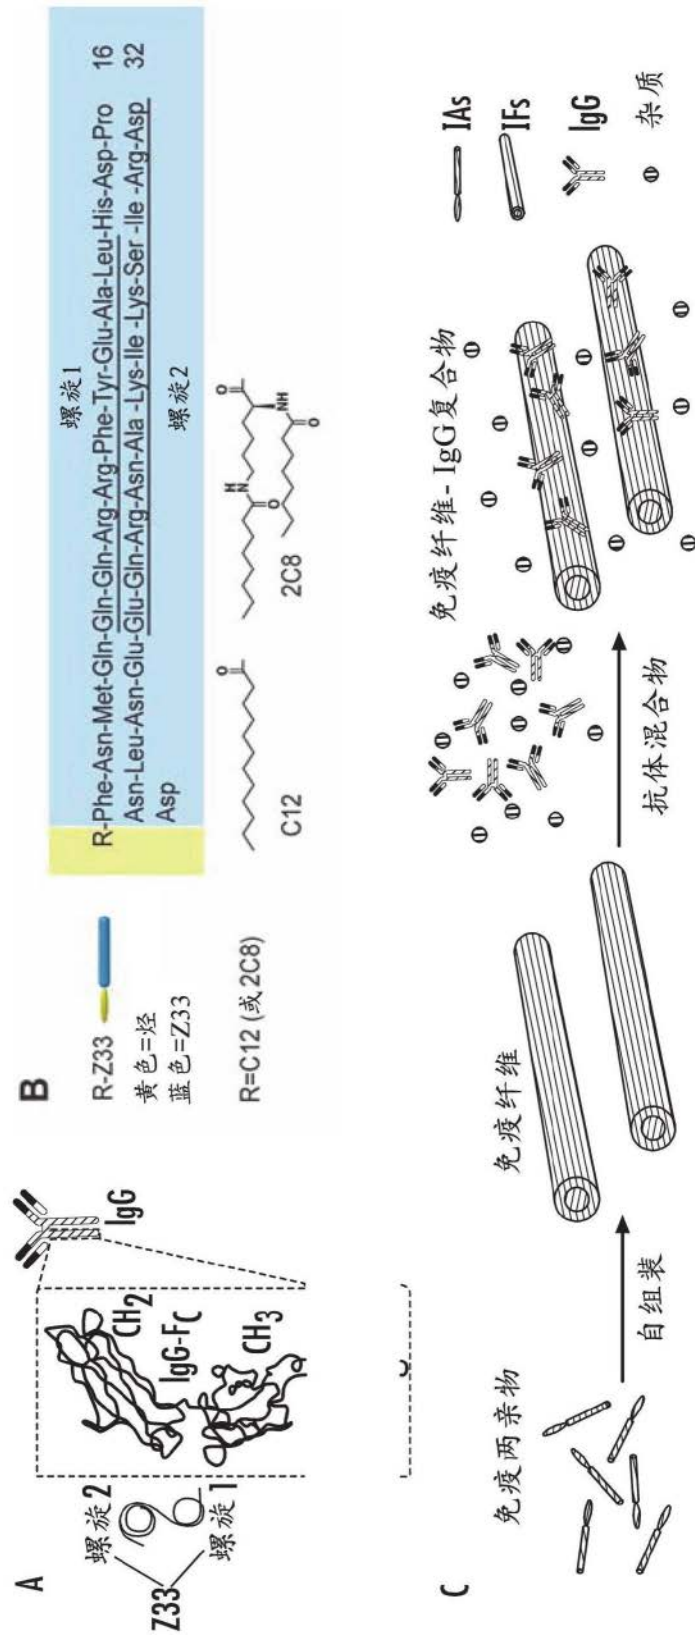 A
螺旋2
Z33
螺旋1
CH2
IgG-FC
CH3
IgG
B
R-Z33
黄色=烃
蓝色=Z33
R=C12 (或2C8)
螺旋1
R-Phe-Asn-Met-Gln-Gln-Gln-Arg-Arg-Phe-Tyr-Glu-Ala-Leu-His-Asp-Pro 16
Asn-Leu-Asn-Glu-Glu-Gln-Arg-Asn-Ala-Lys-Ile-Lys-Ser-Ile-Arg-Asp 32
Asp
螺旋2
O
C12
O
H
N
O
NH
O
2C8
C
免疫两亲物
自组装
免疫纤维
抗体混合物
免疫纤维-IgG复合物
IAs
IFs
IgG
杂质